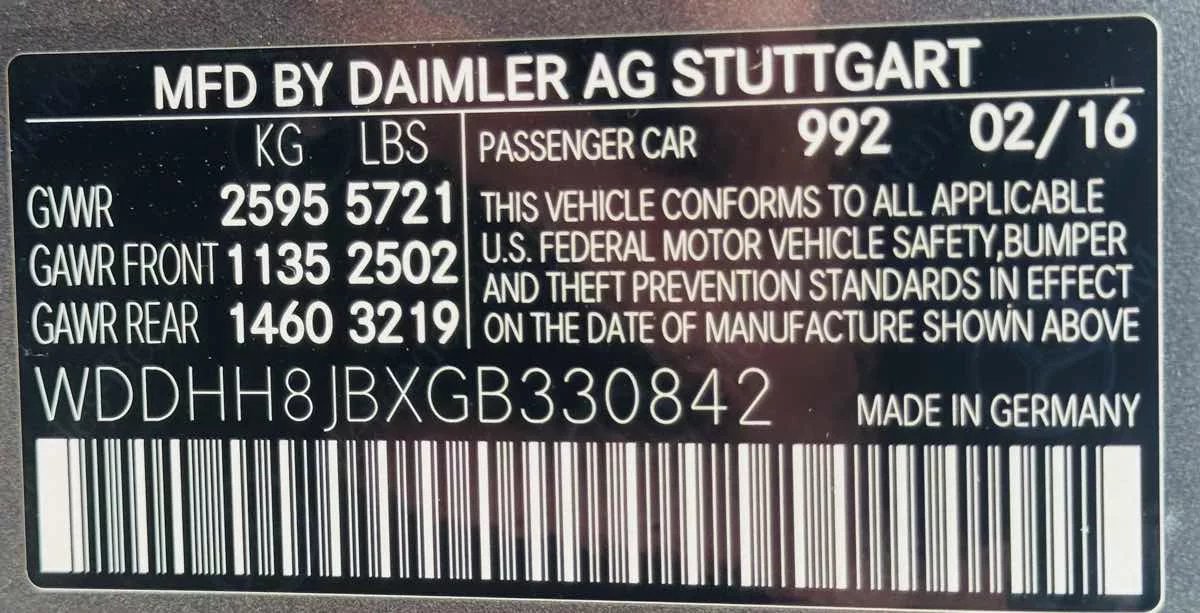 MFD BY DAIMLER AG STUTTGART
KG LBS
GVWR 2595 5721
GAWR FRONT 1135 2502
GAWR REAR 1460 3219
PASSENGER CAR 992 02/16
THIS VEHICLE CONFORMS TO ALL APPLICABLE
U.S. FEDERAL MOTOR VEHICLE SAFETY,BUMPER
AND THEFT PREVENTION STANDARDS IN EFFECT
ON THE DATE OF MANUFACTURE SHOWN ABOVE
WDDHH8JBXGB330842
MADE IN GERMANY